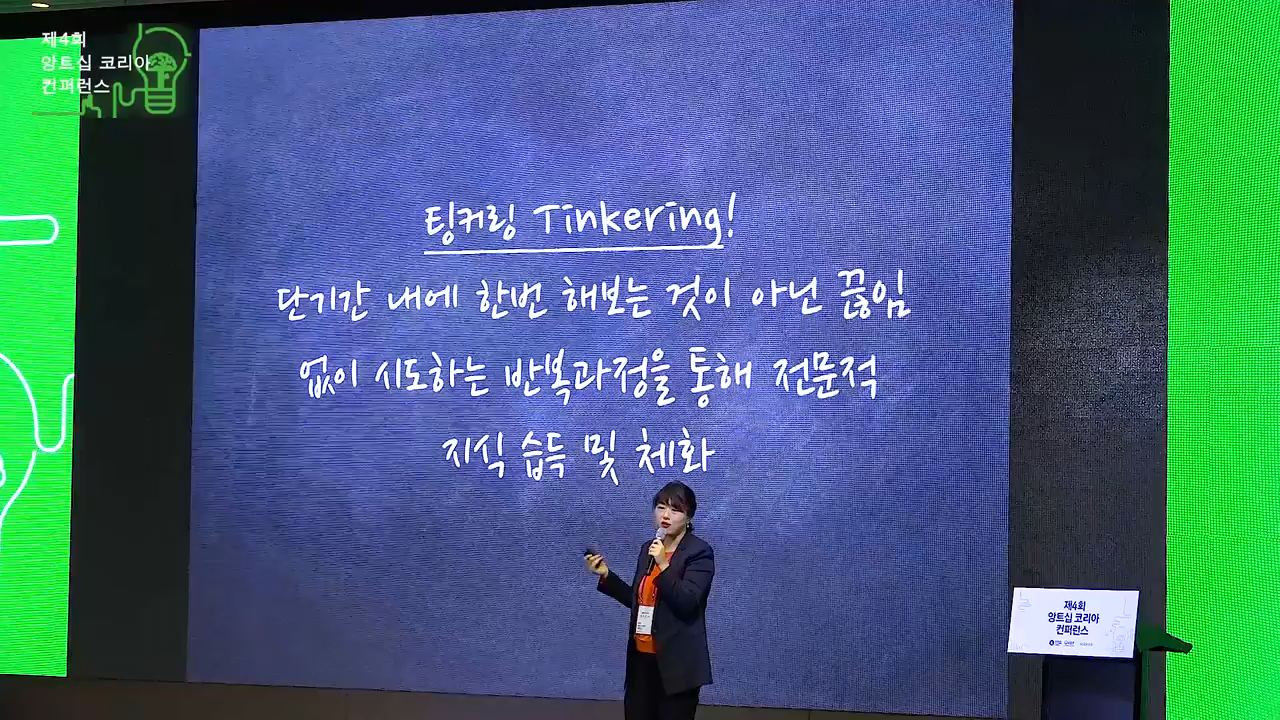 제4회
앙트십 코리아
컨퍼런스
팅커링 Tinkering!
단기간 내에 한번 해보는 것이 아닌 끊임
없이 시도하는 반복과정을 통해 전문적
지식 습득 및 체화
제4회
앙트십 코리아
컨퍼런스